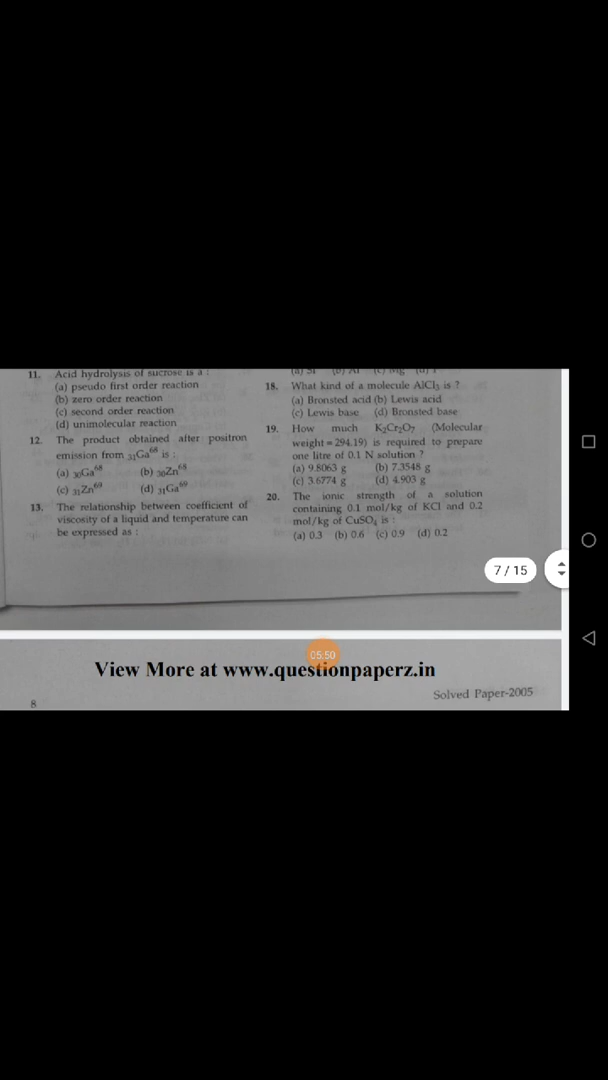 11. Acid hydrolysis of sucrose is a :
(a) pseudo first order reaction
(b) zero order reaction
(c) second order reaction
(d) unimolecular reaction
12. The product obtained after positron
emission from ₃₁Ga⁶⁸ is :
(a) ₃₀Ga⁶⁸ (b) ₃₀Zn⁶⁸
(c) ₃₁Zn⁶⁹ (d) ₃₁Ga⁶⁹
13. The relationship between coefficient of
viscosity of a liquid and temperature can
be expressed as :
(a) Si (b) Al (c) Mg (d)
18. What kind of a molecule AlCl₃ is ?
(a) Bronsted acid (b) Lewis acid
(c) Lewis base (d) Bronsted base
19. How much K₂Cr₂O₇ (Molecular
weight = 294.19) is required to prepare
one litre of 0.1 N solution ?
(a) 9.8063 g (b) 7.3548 g
(c) 3.6774 g (d) 4.903 g
20. The ionic strength of a solution
containing 0.1 mol/kg of KCl and 0.2
mol/kg of CuSO₄ is :
(a) 0.3 (b) 0.6 (c) 0.9 (d) 0.2
7 / 15
05:50
View More at www.questionpaperz.in
Solved Paper-2005
8